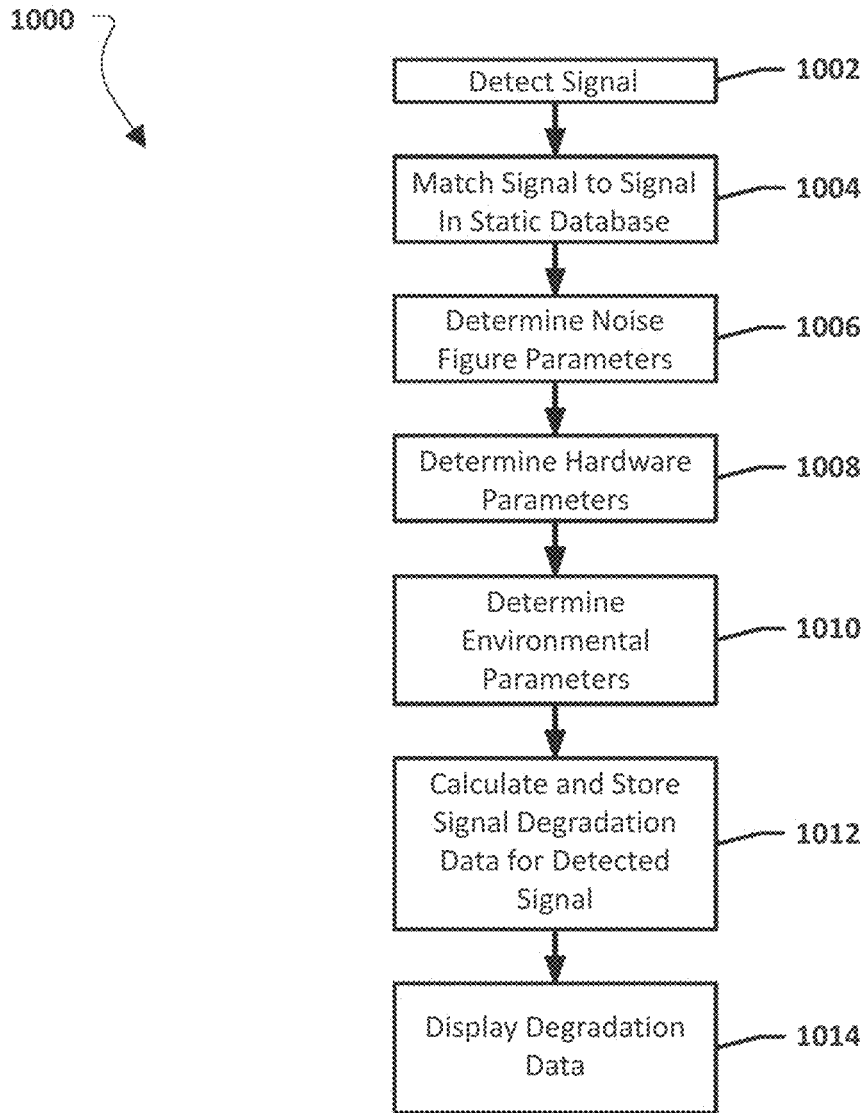 1000
Detect Signal
1002
Match Signal to Signal
In Static Database
1004
Determine Noise
Figure Parameters
1006
Determine Hardware
Parameters
1008
Determine
Environmental
Parameters
1010
Calculate and Store
Signal Degradation
Data for Detected
Signal
1012
Display Degradation
Data
1014